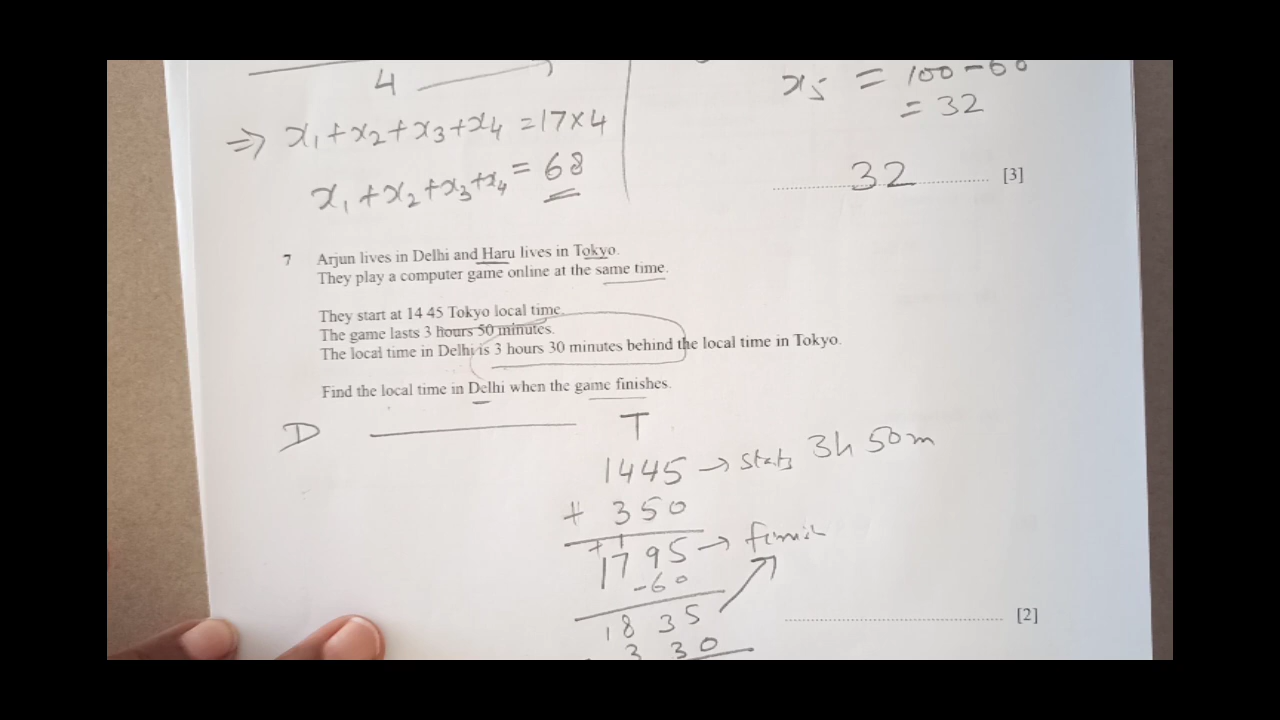 4
⇒ x₁+x₂+x₃+x₄ = 17×4
x₁+x₂+x₃+x₄ = 68
x₅ = 100-68
= 32
32 [3]
7 Arjun lives in Delhi and Haru lives in Tokyo.
They play a computer game online at the same time.
They start at 14 45 Tokyo local time.
The game lasts 3 hours 50 minutes.
The local time in Delhi is 3 hours 30 minutes behind the local time in Tokyo.
Find the local time in Delhi when the game finishes.
D T
1445 → 3h 50m
+ 350
+1
1795 → finish
-60
1835
3 30
[2]